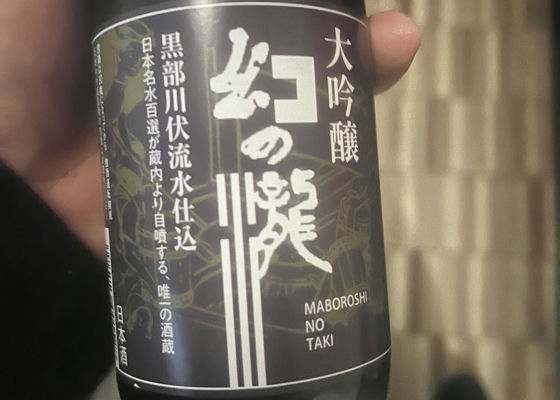 大吟醸
幻の瀧
MABOROSHI
NO
TAKI
黒部川伏流水仕込
日本名水百選が蔵内より自噴する、唯一の酒蔵
日本酒